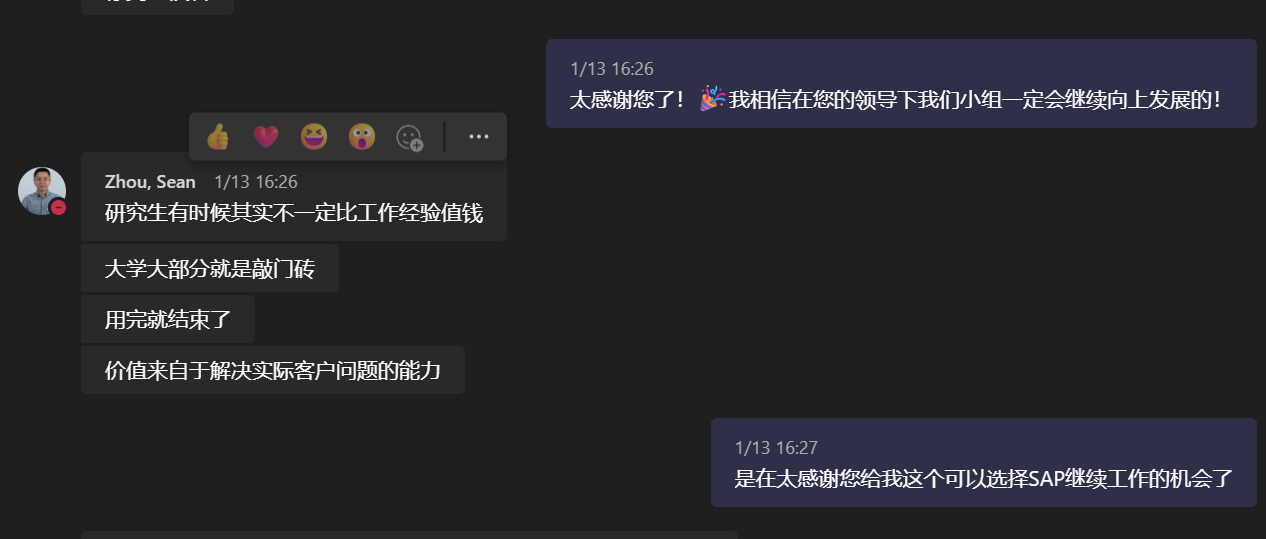 1/13 16:26
太感谢您了！🎉我相信在您的领导下我们小组一定会继续向上发展的！
Zhou, Sean 1/13 16:26
研究生有时候其实不一定比工作经验值钱
大学大部分就是敲门砖
用完就结束了
价值来自于解决实际客户问题的能力
1/13 16:27
是在太感谢您给我这个可以选择SAP继续工作的机会了